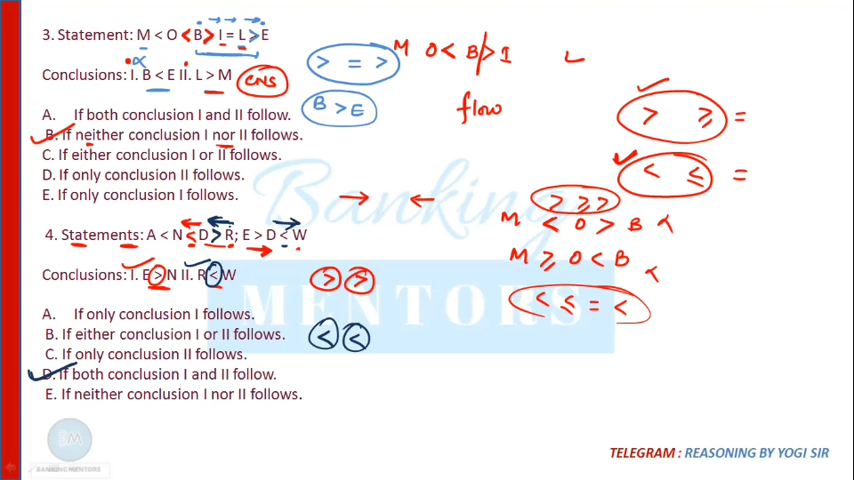 3. Statement: M < O < B > I = L > E
Conclusions: I. B < E II. L > M
CNS
A. If both conclusion I and II follow.
B. If neither conclusion I nor II follows.
C. If either conclusion I or II follows.
D. If only conclusion II follows.
E. If only conclusion I follows.
> = >
B > E
M O < B > I L
flow
> ≥ =
< ≤ =
> ≥ ≥
M < O > B
M ≥ O < B
< ≤ = <
4. Statements: A < N ≤ D > R; E > D < W
Conclusions: I. E > N II. R < W
> ≥
< <
A. If only conclusion I follows.
B. If either conclusion I or II follows.
C. If only conclusion II follows.
D. If both conclusion I and II follow.
E. If neither conclusion I nor II follows.
Banking
MENTORS
BM
BANKING MENTORS
TELEGRAM : REASONING BY YOGI SIR